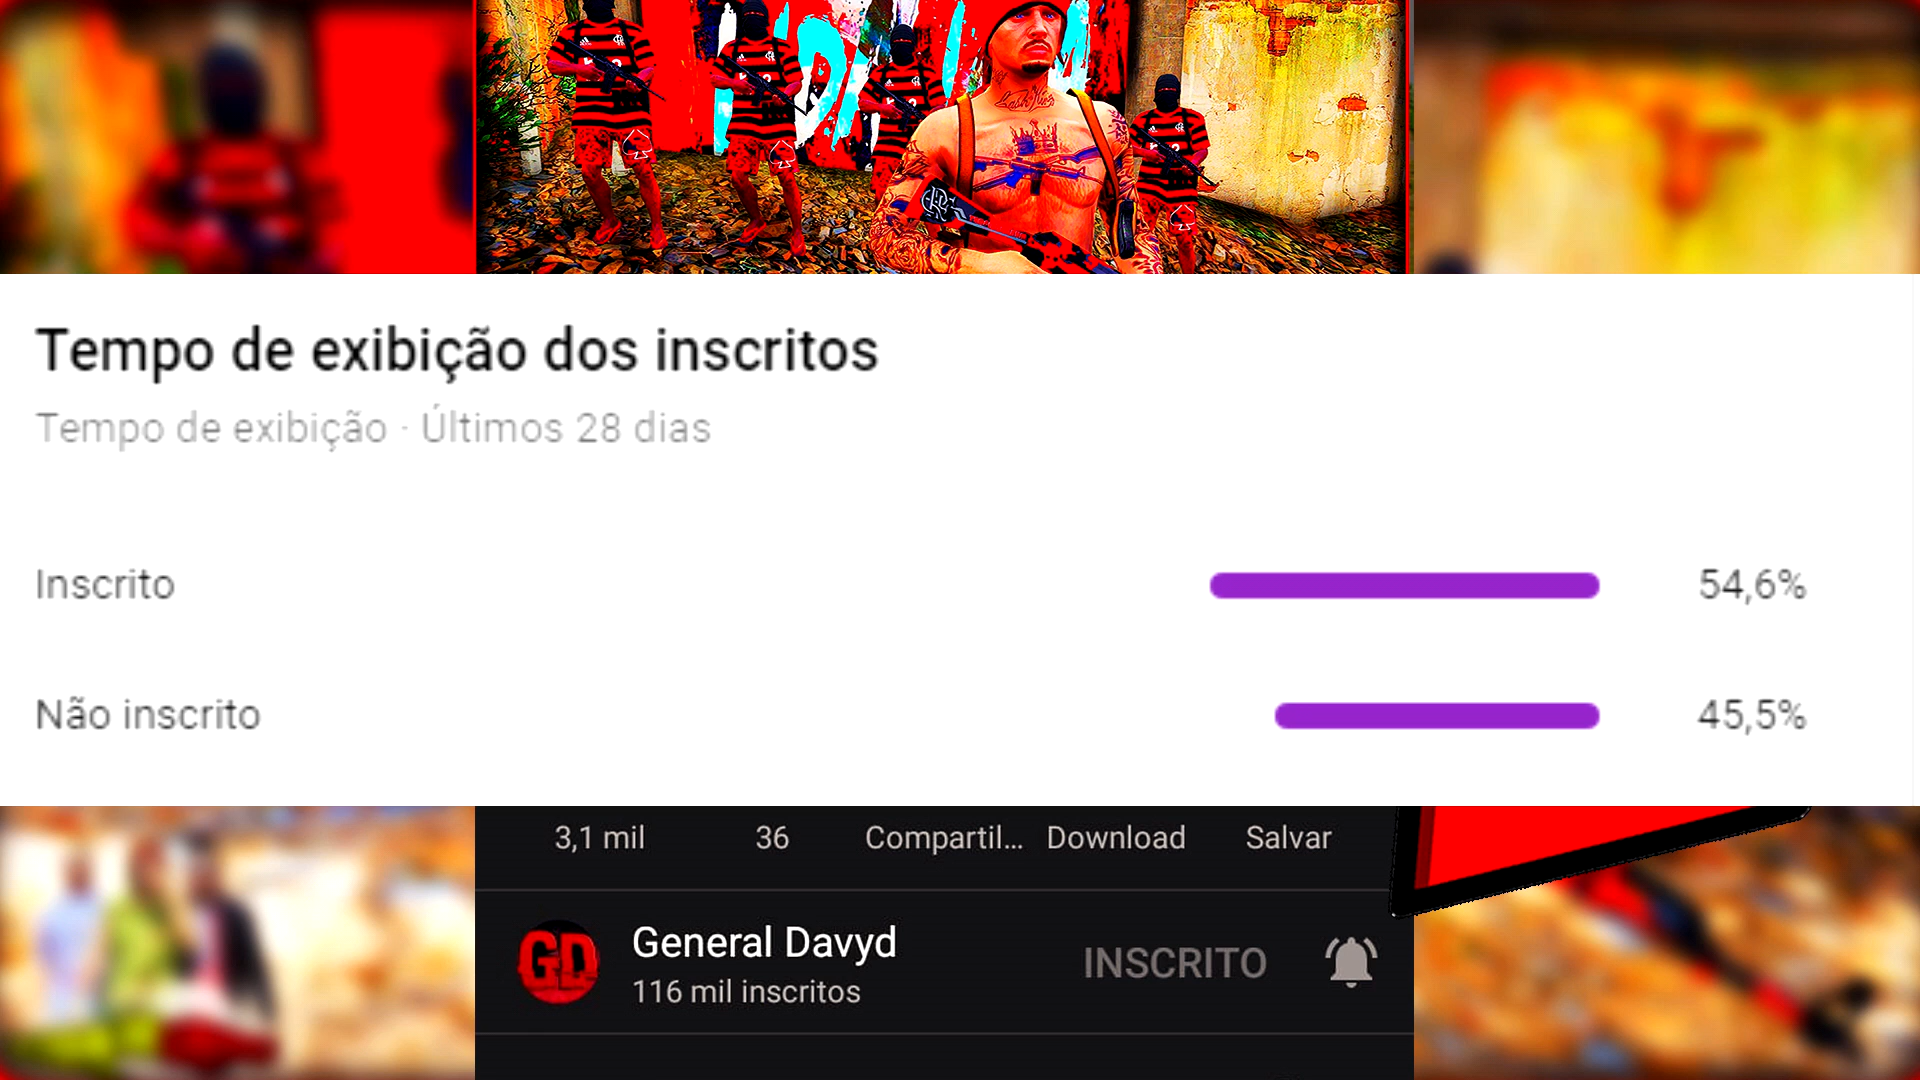 Tempo de exibição dos inscritos
Tempo de exibição · Últimos 28 dias
Inscrito 54,6%
Não inscrito 45,5%
3,1 mil 36 Compartil... Download Salvar
GD
General Davyd INSCRITO
116 mil inscritos